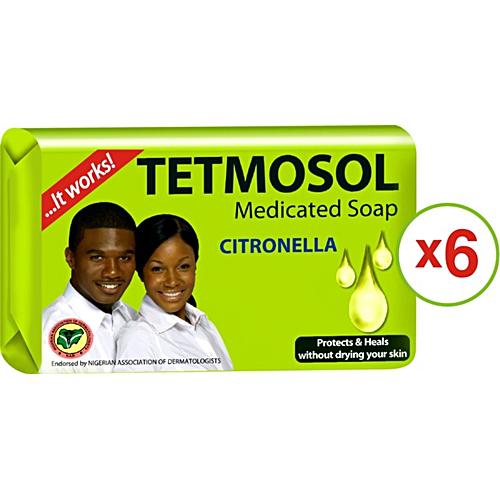 ...It works!
TETMOSOL
Medicated Soap
CITRONELLA
x6
Protects & Heals
without drying your skin
Endorsed by NIGERIAN ASSOCIATION OF DERMATOLOGISTS